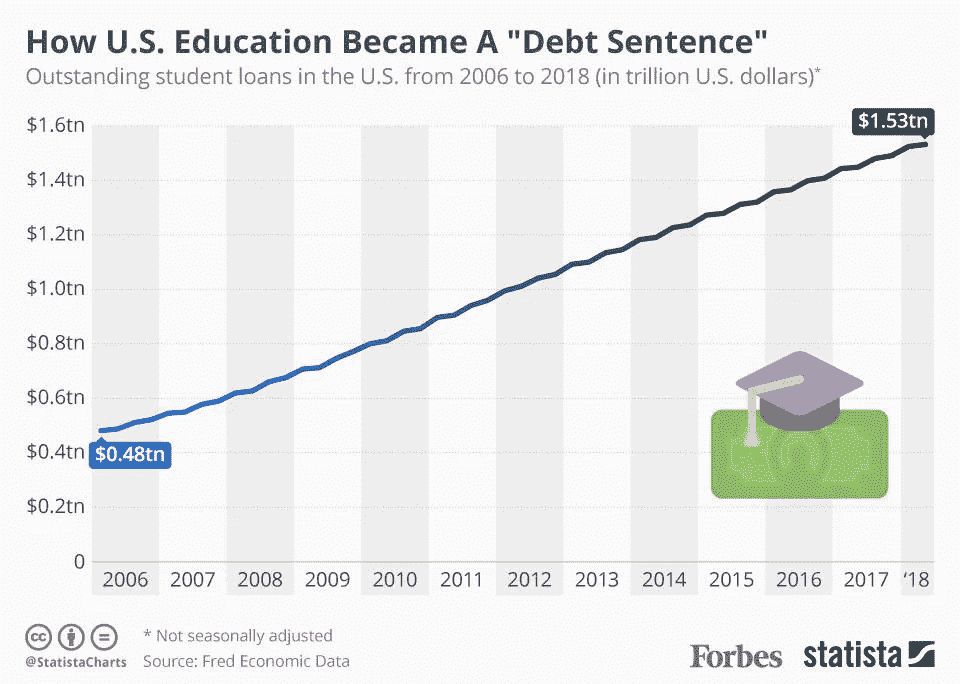 How U.S. Education Became A "Debt Sentence"
Outstanding student loans in the U.S. from 2006 to 2018 (in trillion U.S. dollars)*
$1.6tn
$1.53tn
$1.4tn
$1.2tn
$1.0tn
$0.8tn
$0.6tn
$0.4tn
$0.48tn
$0.2tn
0
2006 2007 2008 2009 2010 2011 2012 2013 2014 2015 2016 2017 ‘18
cc
* Not seasonally adjusted
@StatistaCharts Source: Fred Economic Data
Forbes statista